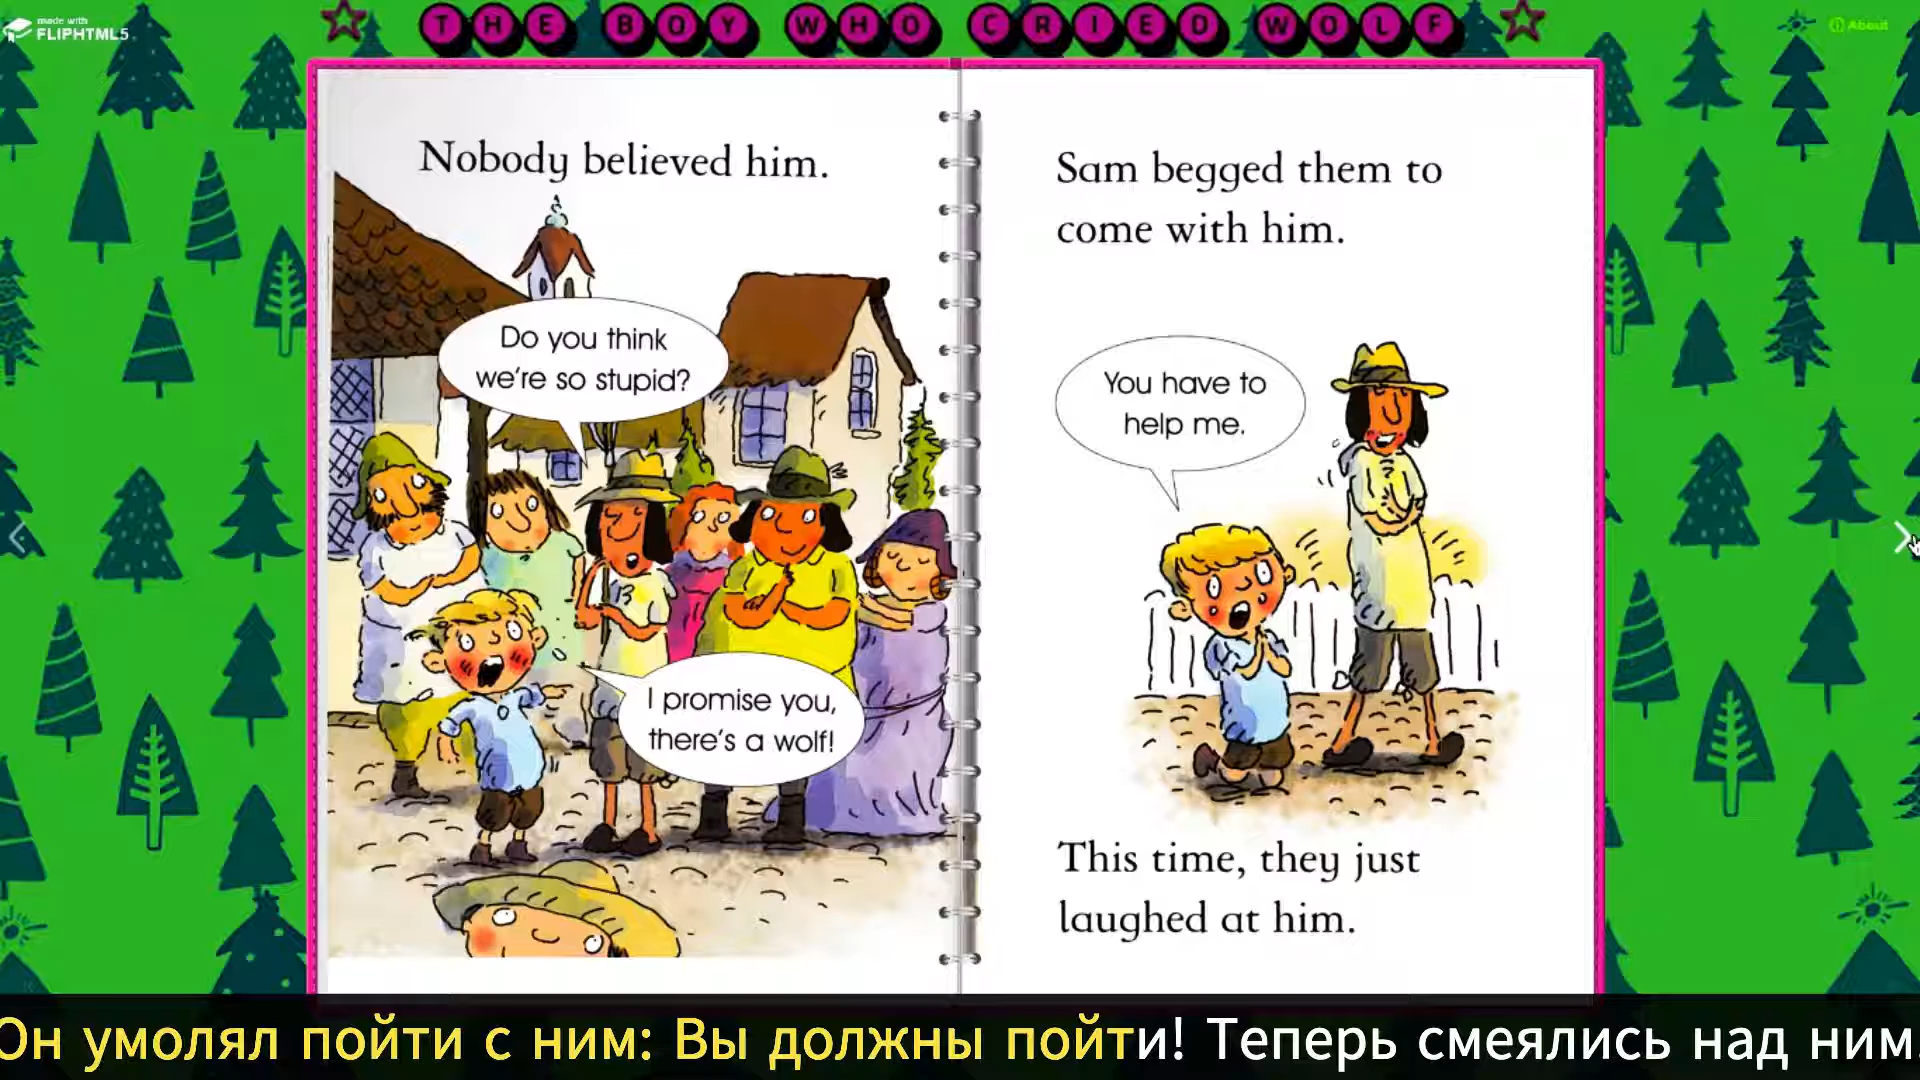 made with
FLIPHTML5
THE BOY WHO CRIED WOLF
About
Nobody believed him.
Do you think
we're so stupid?
I promise you,
there's a wolf!
Sam begged them to
come with him.
You have to
help me.
This time, they just
laughed at him.
Он умолял пойти с ним: Вы должны пойти! Теперь смеялись над ним.